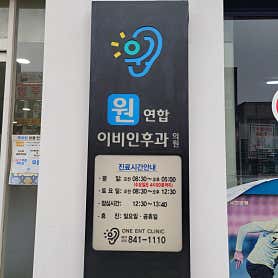 원 연합
이비인후과 의원
진료시간안내
· 평 일: 오전 08:30~오후 06:00
· 토 요 일: 오전 08:30~오후 12:30
· 점심시간: 12:30~13:40
· 휴 진: 일요일 · 공휴일
ONE ENT CLINIC
841-1110